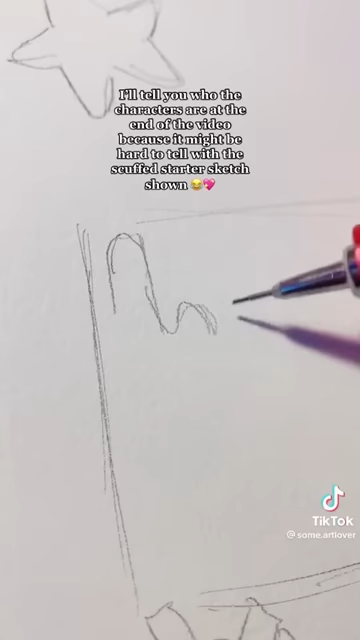 I'll tell you who the
characters are at the
end of the video
because it might be
hard to tell with the
scuffed starter sketch
shown 😂💖
TikTok
@some.artlover